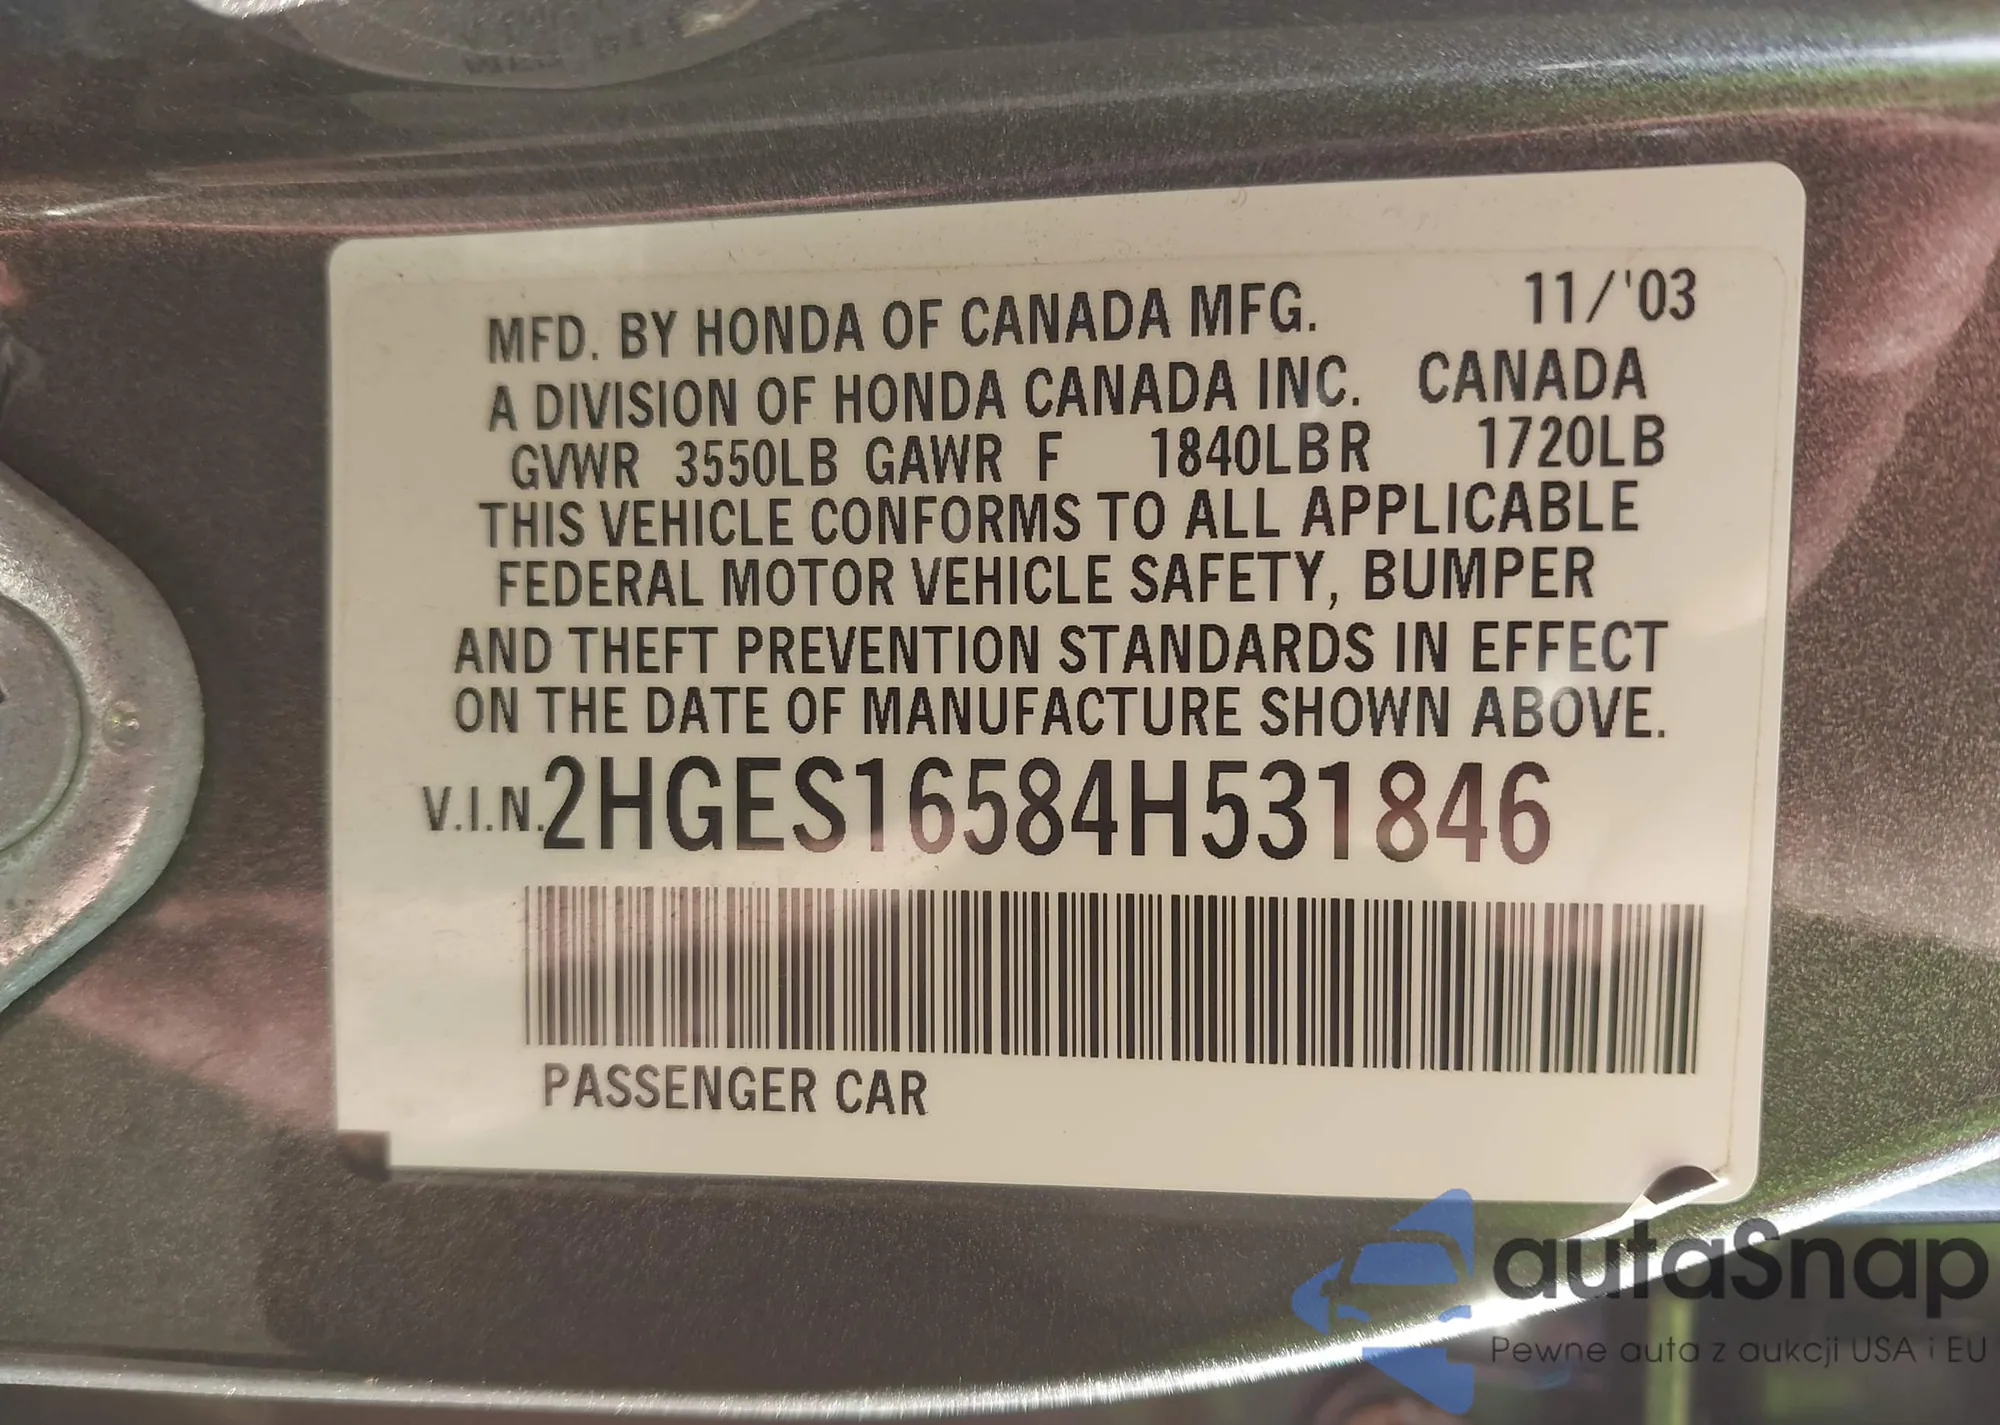 MFD. BY HONDA OF CANADA MFG. 11/'03
A DIVISION OF HONDA CANADA INC. CANADA
GVWR 3550LB GAWR F 1840LB R 1720LB
THIS VEHICLE CONFORMS TO ALL APPLICABLE
FEDERAL MOTOR VEHICLE SAFETY, BUMPER
AND THEFT PREVENTION STANDARDS IN EFFECT
ON THE DATE OF MANUFACTURE SHOWN ABOVE.
V.I.N.2HGES16584H531846
PASSENGER CAR
autaSnap
Pewne auta z aukcji USA i EU